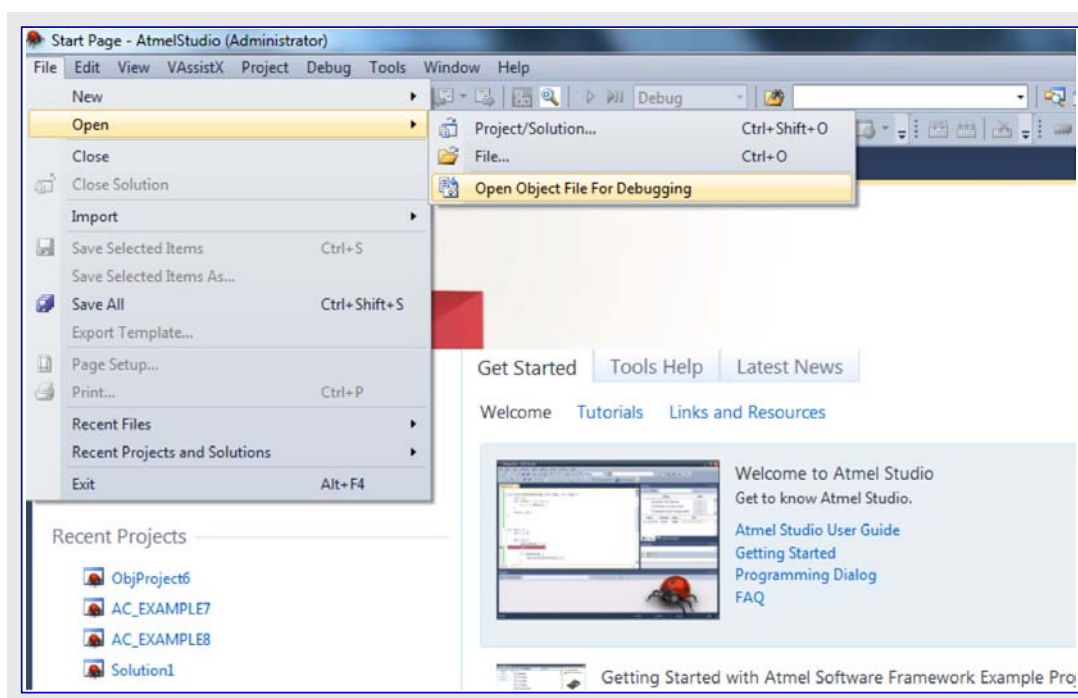 Start Page - AtmelStudio (Administrator)
File Edit View VAssistX Project Debug Tools Window Help
Debug
New
Open
Close
Close Solution
Import
Save Selected Items Ctrl+S
Save Selected Items As...
Save All Ctrl+Shift+S
Export Template...
Page Setup...
Print... Ctrl+P
Recent Files
Recent Projects and Solutions
Exit Alt+F4
Project/Solution... Ctrl+Shift+O
File... Ctrl+O
Open Object File For Debugging
Get Started Tools Help Latest News
Welcome Tutorials Links and Resources
Welcome to Atmel Studio
Get to know Atmel Studio.
Atmel Studio User Guide
Getting Started
Programming Dialog
FAQ
Recent Projects
ObjProject6
AC_EXAMPLE7
AC_EXAMPLE8
Solution1
Getting Started with Atmel Software Framework Example